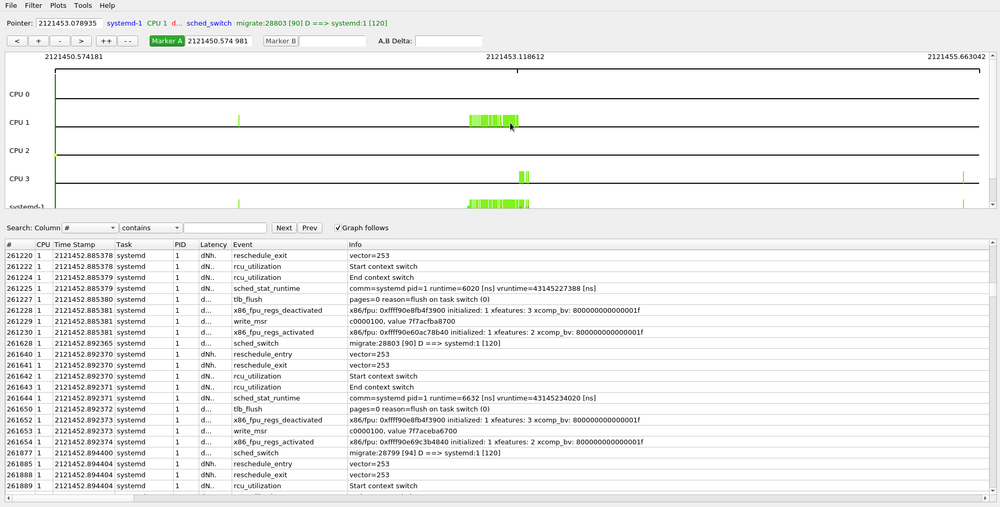 File View Plots Tools Help
Pointer: 2121453.078935 systemd-1 CPU 1 d... sched_switch migrate:28803 [90] D ==> systemd:1 [120]
< + - > ++ -- Marker A 2121450.574 981 Marker B A,B Delta:
2121450.574181 2121453.118612 2121455.663042
CPU 0
CPU 1
CPU 2
CPU 3
systemd-1
Search: Column # contains Next Prev Graph follows
# CPU Time Stamp Task PID Latency Event Info
261220 1 2121452.885378 systemd 1 dNh. reschedule_exit vector=253
261222 1 2121452.885378 systemd 1 dN.. rcu_utilization Start context switch
261224 1 2121452.885379 systemd 1 dN.. rcu_utilization End context switch
261225 1 2121452.885379 systemd 1 dN.. sched_stat_runtime comm=systemd pid=1 runtime=6020 [ns] vruntime=43145227388 [ns]
261227 1 2121452.885380 systemd 1 d... tlb_flush pages=0 reason=flush on task switch (0)
261228 1 2121452.885381 systemd 1 d... x86_fpu_regs_deactivated x86/fpu: 0xffff90e8fb4f3900 initialized: 1 xfeatures: 3 xcomp_bv: 800000000000001f
261229 1 2121452.885381 systemd 1 d... write_msr c0000100, value 7f7acfba8700
261230 1 2121452.885381 systemd 1 d... x86_fpu_regs_activated x86/fpu: 0xffff90e60ac78b40 initialized: 1 xfeatures: 2 xcomp_bv: 800000000000001f
261628 1 2121452.892365 systemd 1 d... sched_switch migrate:28803 [90] D ==> systemd:1 [120]
261640 1 2121452.892370 systemd 1 dNh. reschedule_entry vector=253
261641 1 2121452.892370 systemd 1 dNh. reschedule_exit vector=253
261642 1 2121452.892370 systemd 1 dN.. rcu_utilization Start context switch
261643 1 2121452.892371 systemd 1 dN.. rcu_utilization End context switch
261644 1 2121452.892371 systemd 1 dN.. sched_stat_runtime comm=systemd pid=1 runtime=6632 [ns] vruntime=43145234020 [ns]
261650 1 2121452.892372 systemd 1 d... tlb_flush pages=0 reason=flush on task switch (0)
261652 1 2121452.892373 systemd 1 d... x86_fpu_regs_deactivated x86/fpu: 0xffff90e8fb4f3900 initialized: 1 xfeatures: 3 xcomp_bv: 800000000000001f
261653 1 2121452.892373 systemd 1 d... write_msr c0000100, value 7f7aceba6700
261654 1 2121452.892374 systemd 1 d... x86_fpu_regs_activated x86/fpu: 0xffff90e69c3b4840 initialized: 1 xfeatures: 2 xcomp_bv: 800000000000001f
261877 1 2121452.894400 systemd 1 d... sched_switch migrate:28799 [94] D ==> systemd:1 [120]
261885 1 2121452.894404 systemd 1 dNh. reschedule_entry vector=253
261888 1 2121452.894404 systemd 1 dNh. reschedule_exit vector=253
261889 1 2121452.894404 systemd 1 dN.. rcu_utilization Start context switch